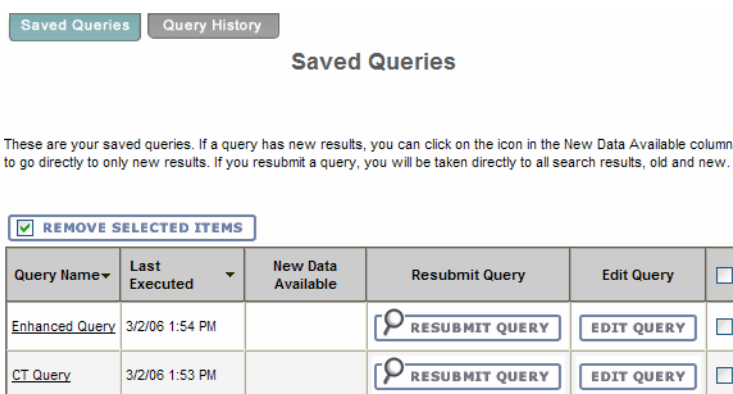 Saved Queries Query History
Saved Queries
These are your saved queries. If a query has new results, you can click on the icon in the New Data Available column
to go directly to only new results. If you resubmit a query, you will be taken directly to all search results, old and new.
REMOVE SELECTED ITEMS
Query Name Last Executed New Data Available Resubmit Query Edit Query
Enhanced Query 3/2/06 1:54 PM RESUBMIT QUERY EDIT QUERY
CT Query 3/2/06 1:53 PM RESUBMIT QUERY EDIT QUERY